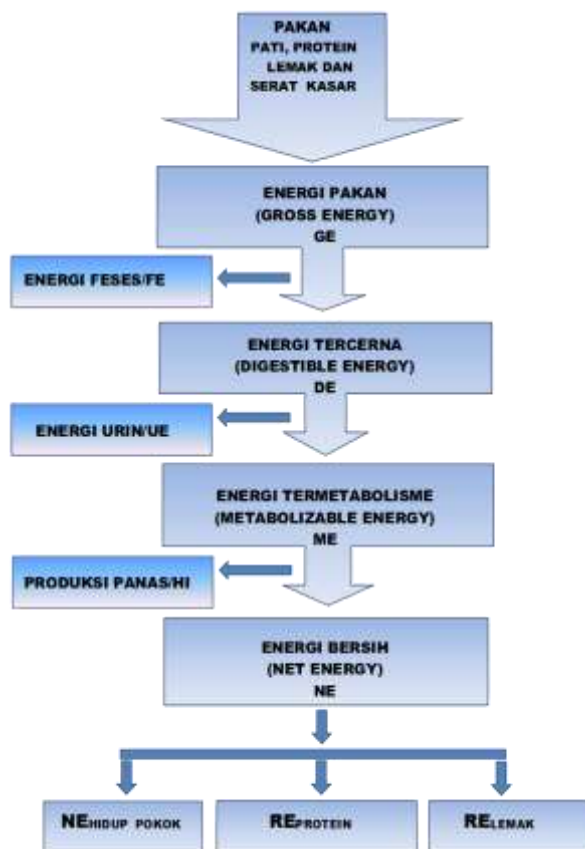 PAKAN
PATI, PROTEIN
LEMAK DAN
SERAT KASAR
ENERGI PAKAN
(GROSS ENERGY)
GE
ENERGI FESES/FE
ENERGI TERCERNA
(DIGESTIBLE ENERGY)
DE
ENERGI URIN/UE
ENERGI TERMETABOLISME
(METABOLIZABLE ENERGY)
ME
PRODUKSI PANAS/HI
ENERGI BERSIH
(NET ENERGY)
NE
NEHIDUP POKOK
REPROTEIN
RELEMAK